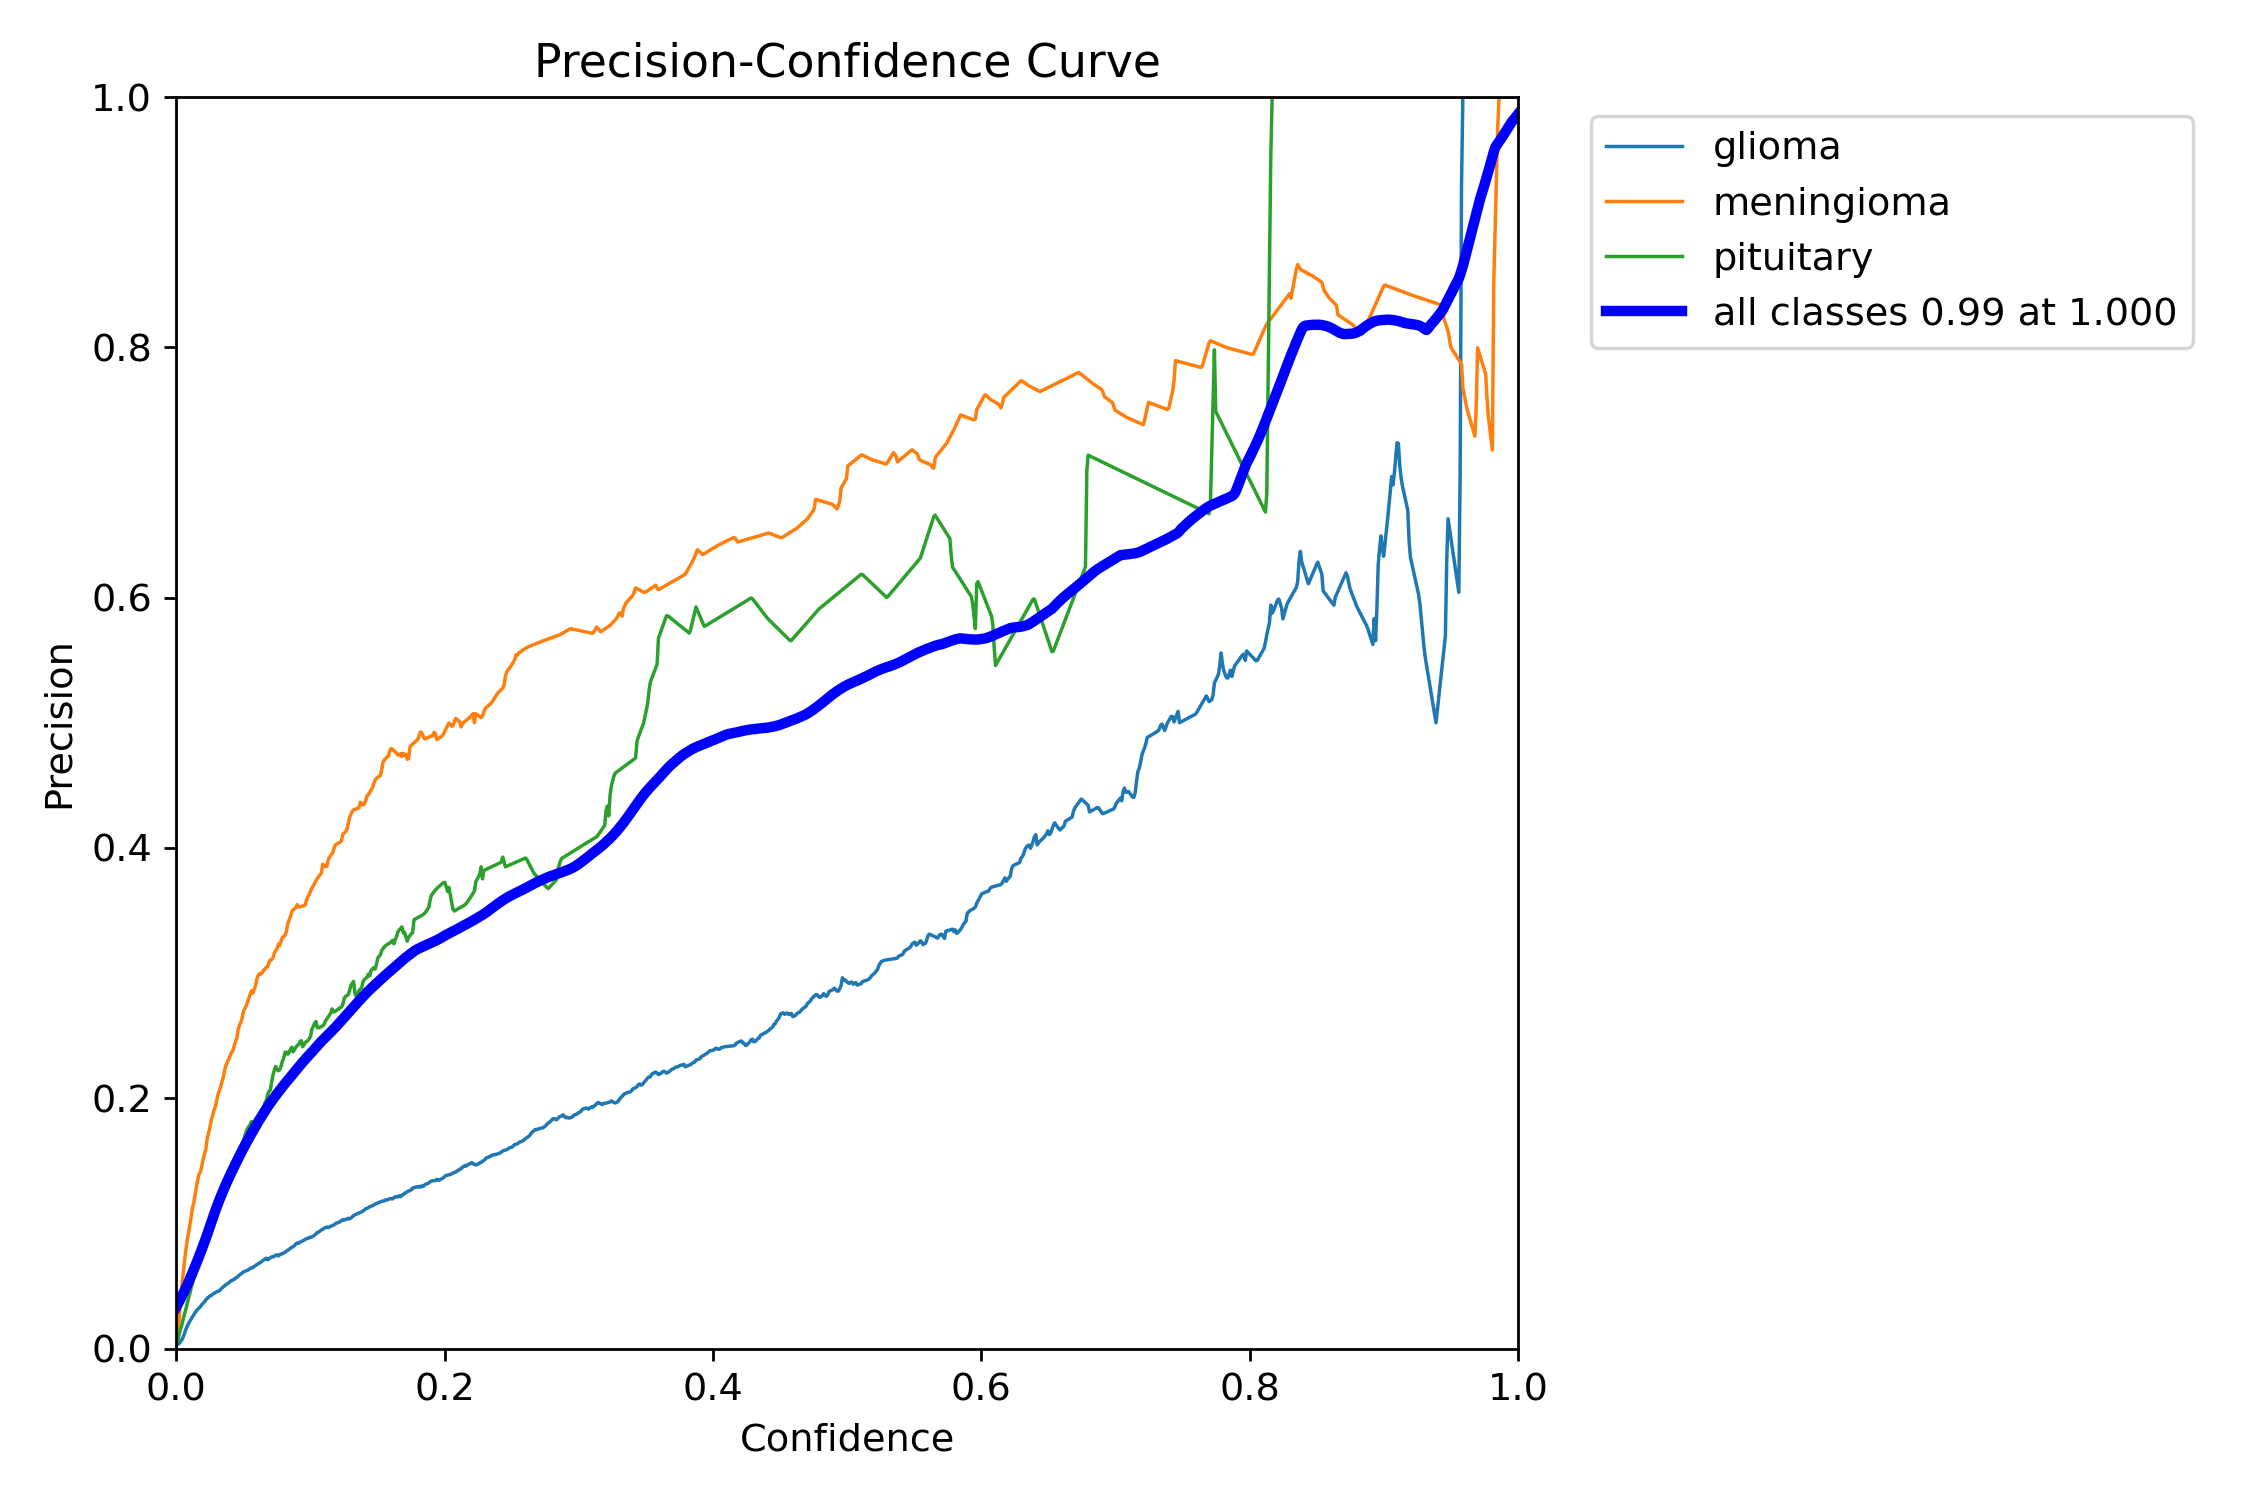 Precision-Confidence Curve
1.0
0.8
0.6
0.4
0.2
0.0
Precision
0.0 0.2 0.4 0.6 0.8 1.0
Confidence
glioma
meningioma
pituitary
all classes 0.99 at 1.000